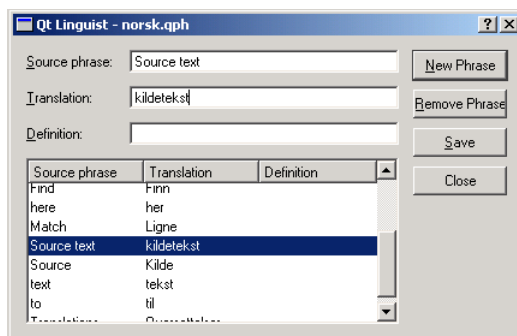 Qt Linguist - norsk.qph
Source phrase: Source text New Phrase
Translation: kildetekst Remove Phrase
Definition: Save
Source phrase Translation Definition Close
Find Finn
here her
Match Ligne
Source text kildetekst
Source Kilde
text tekst
to til
Translations